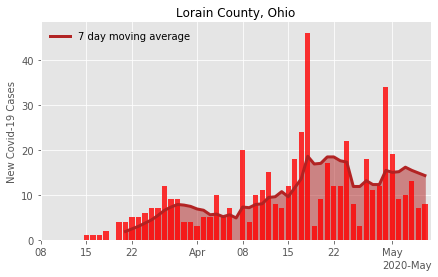 Lorain County, Ohio
7 day moving average
New Covid-19 Cases
40
30
20
10
0
08
15
22
Apr
08
15
22
May
2020-May